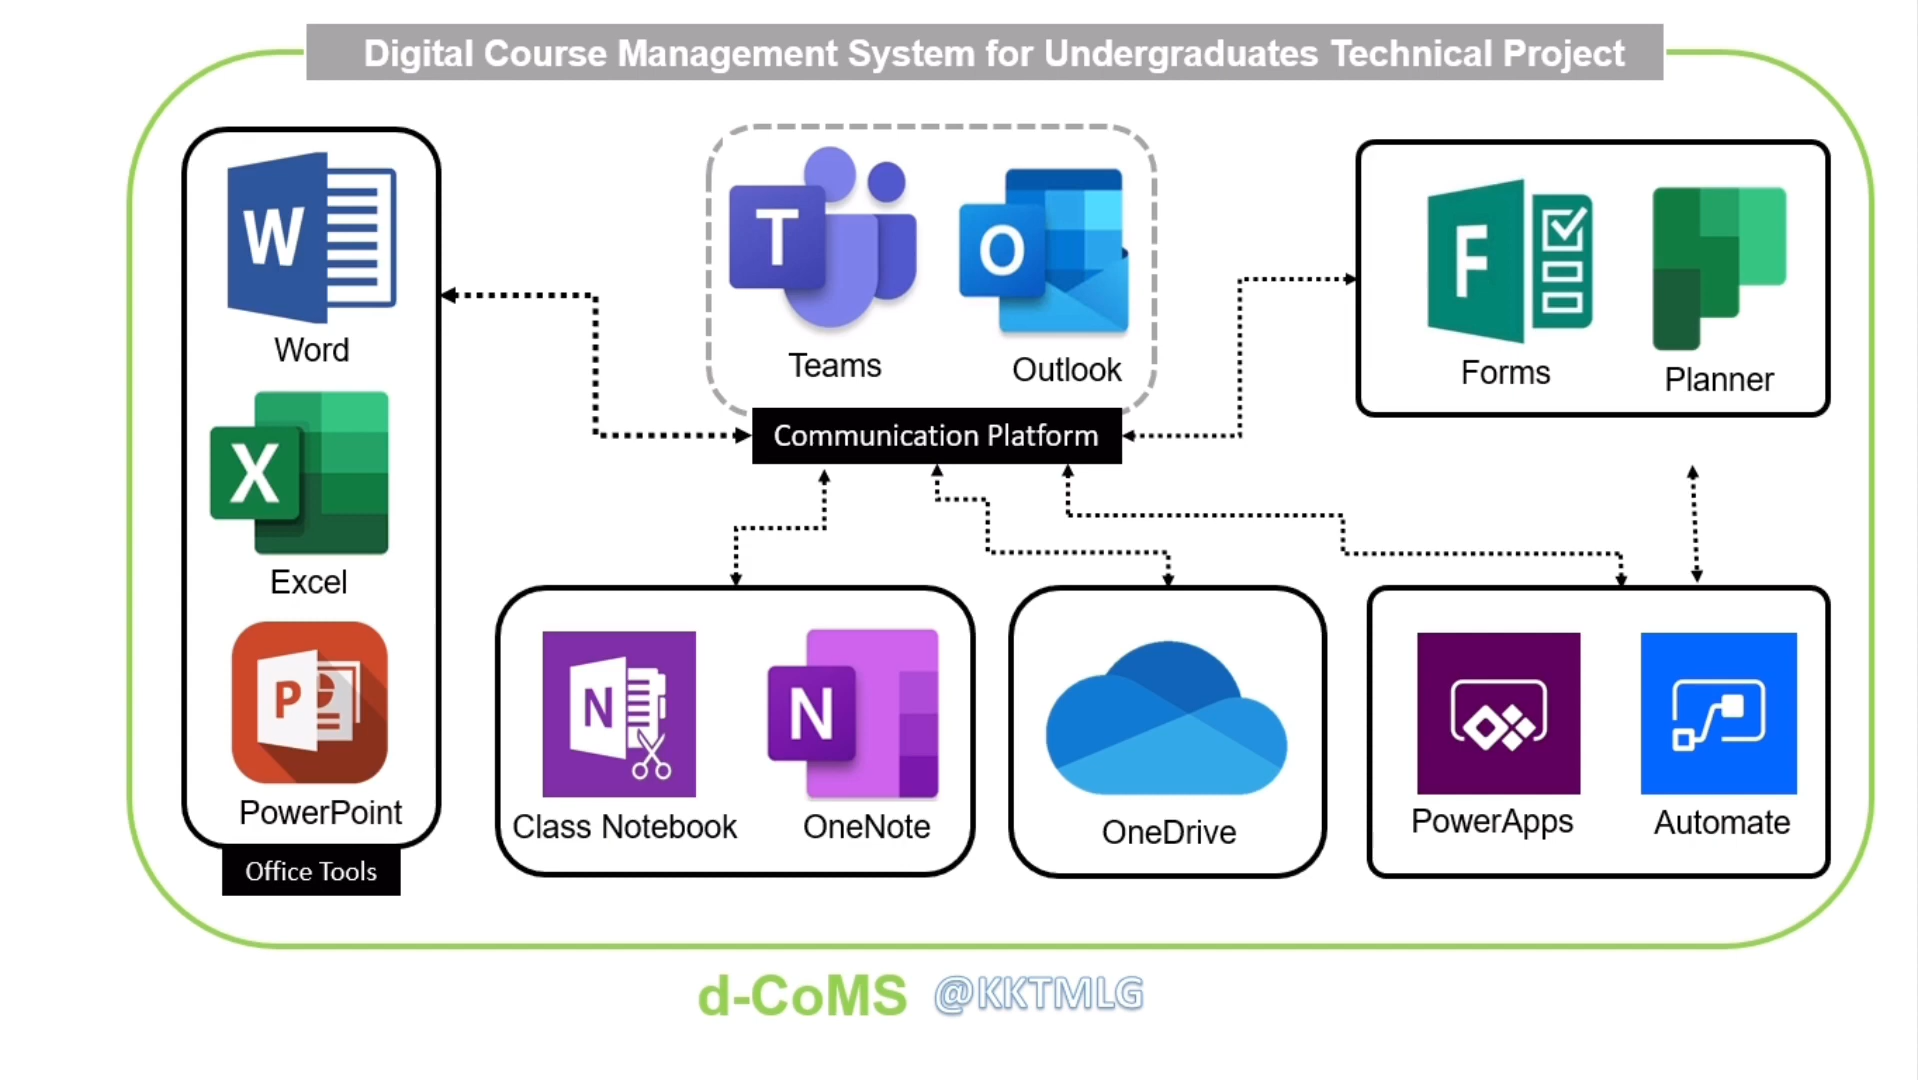 Digital Course Management System for Undergraduates Technical Project
W
Word
X
Excel
P
PowerPoint
Office Tools
T
Teams
O
Outlook
Communication Platform
F
Forms
Planner
N
Class Notebook
N
OneNote
OneDrive
PowerApps
Automate
d-CoMS @KKTMLG